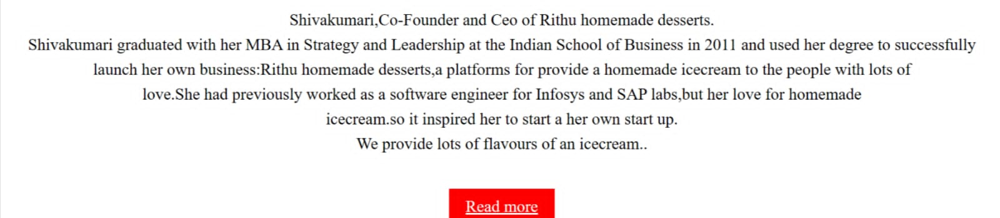 Shivakumari,Co-Founder and Ceo of Rithu homemade desserts.
Shivakumari graduated with her MBA in Strategy and Leadership at the Indian School of Business in 2011 and used her degree to successfully
launch her own business:Rithu homemade desserts,a platforms for provide a homemade icecream to the people with lots of
love.She had previously worked as a software engineer for Infosys and SAP labs,but her love for homemade
icecream.so it inspired her to start a her own start up.
We provide lots of flavours of an icecream..
Read more